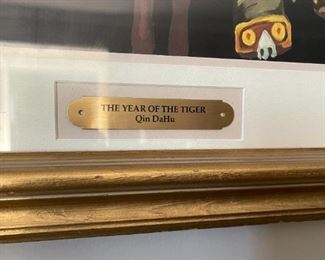 THE YEAR OF THE TIGER
Qin DaHu